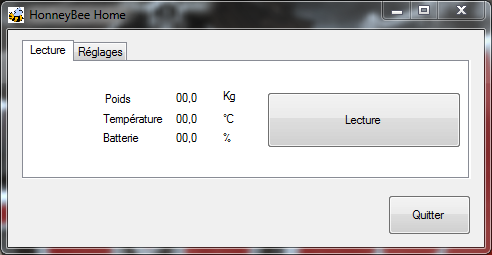 HonneyBee Home
Lecture Réglages
Poids 00,0 Kg
Température 00,0 °C
Batterie 00,0 %
Lecture
Quitter